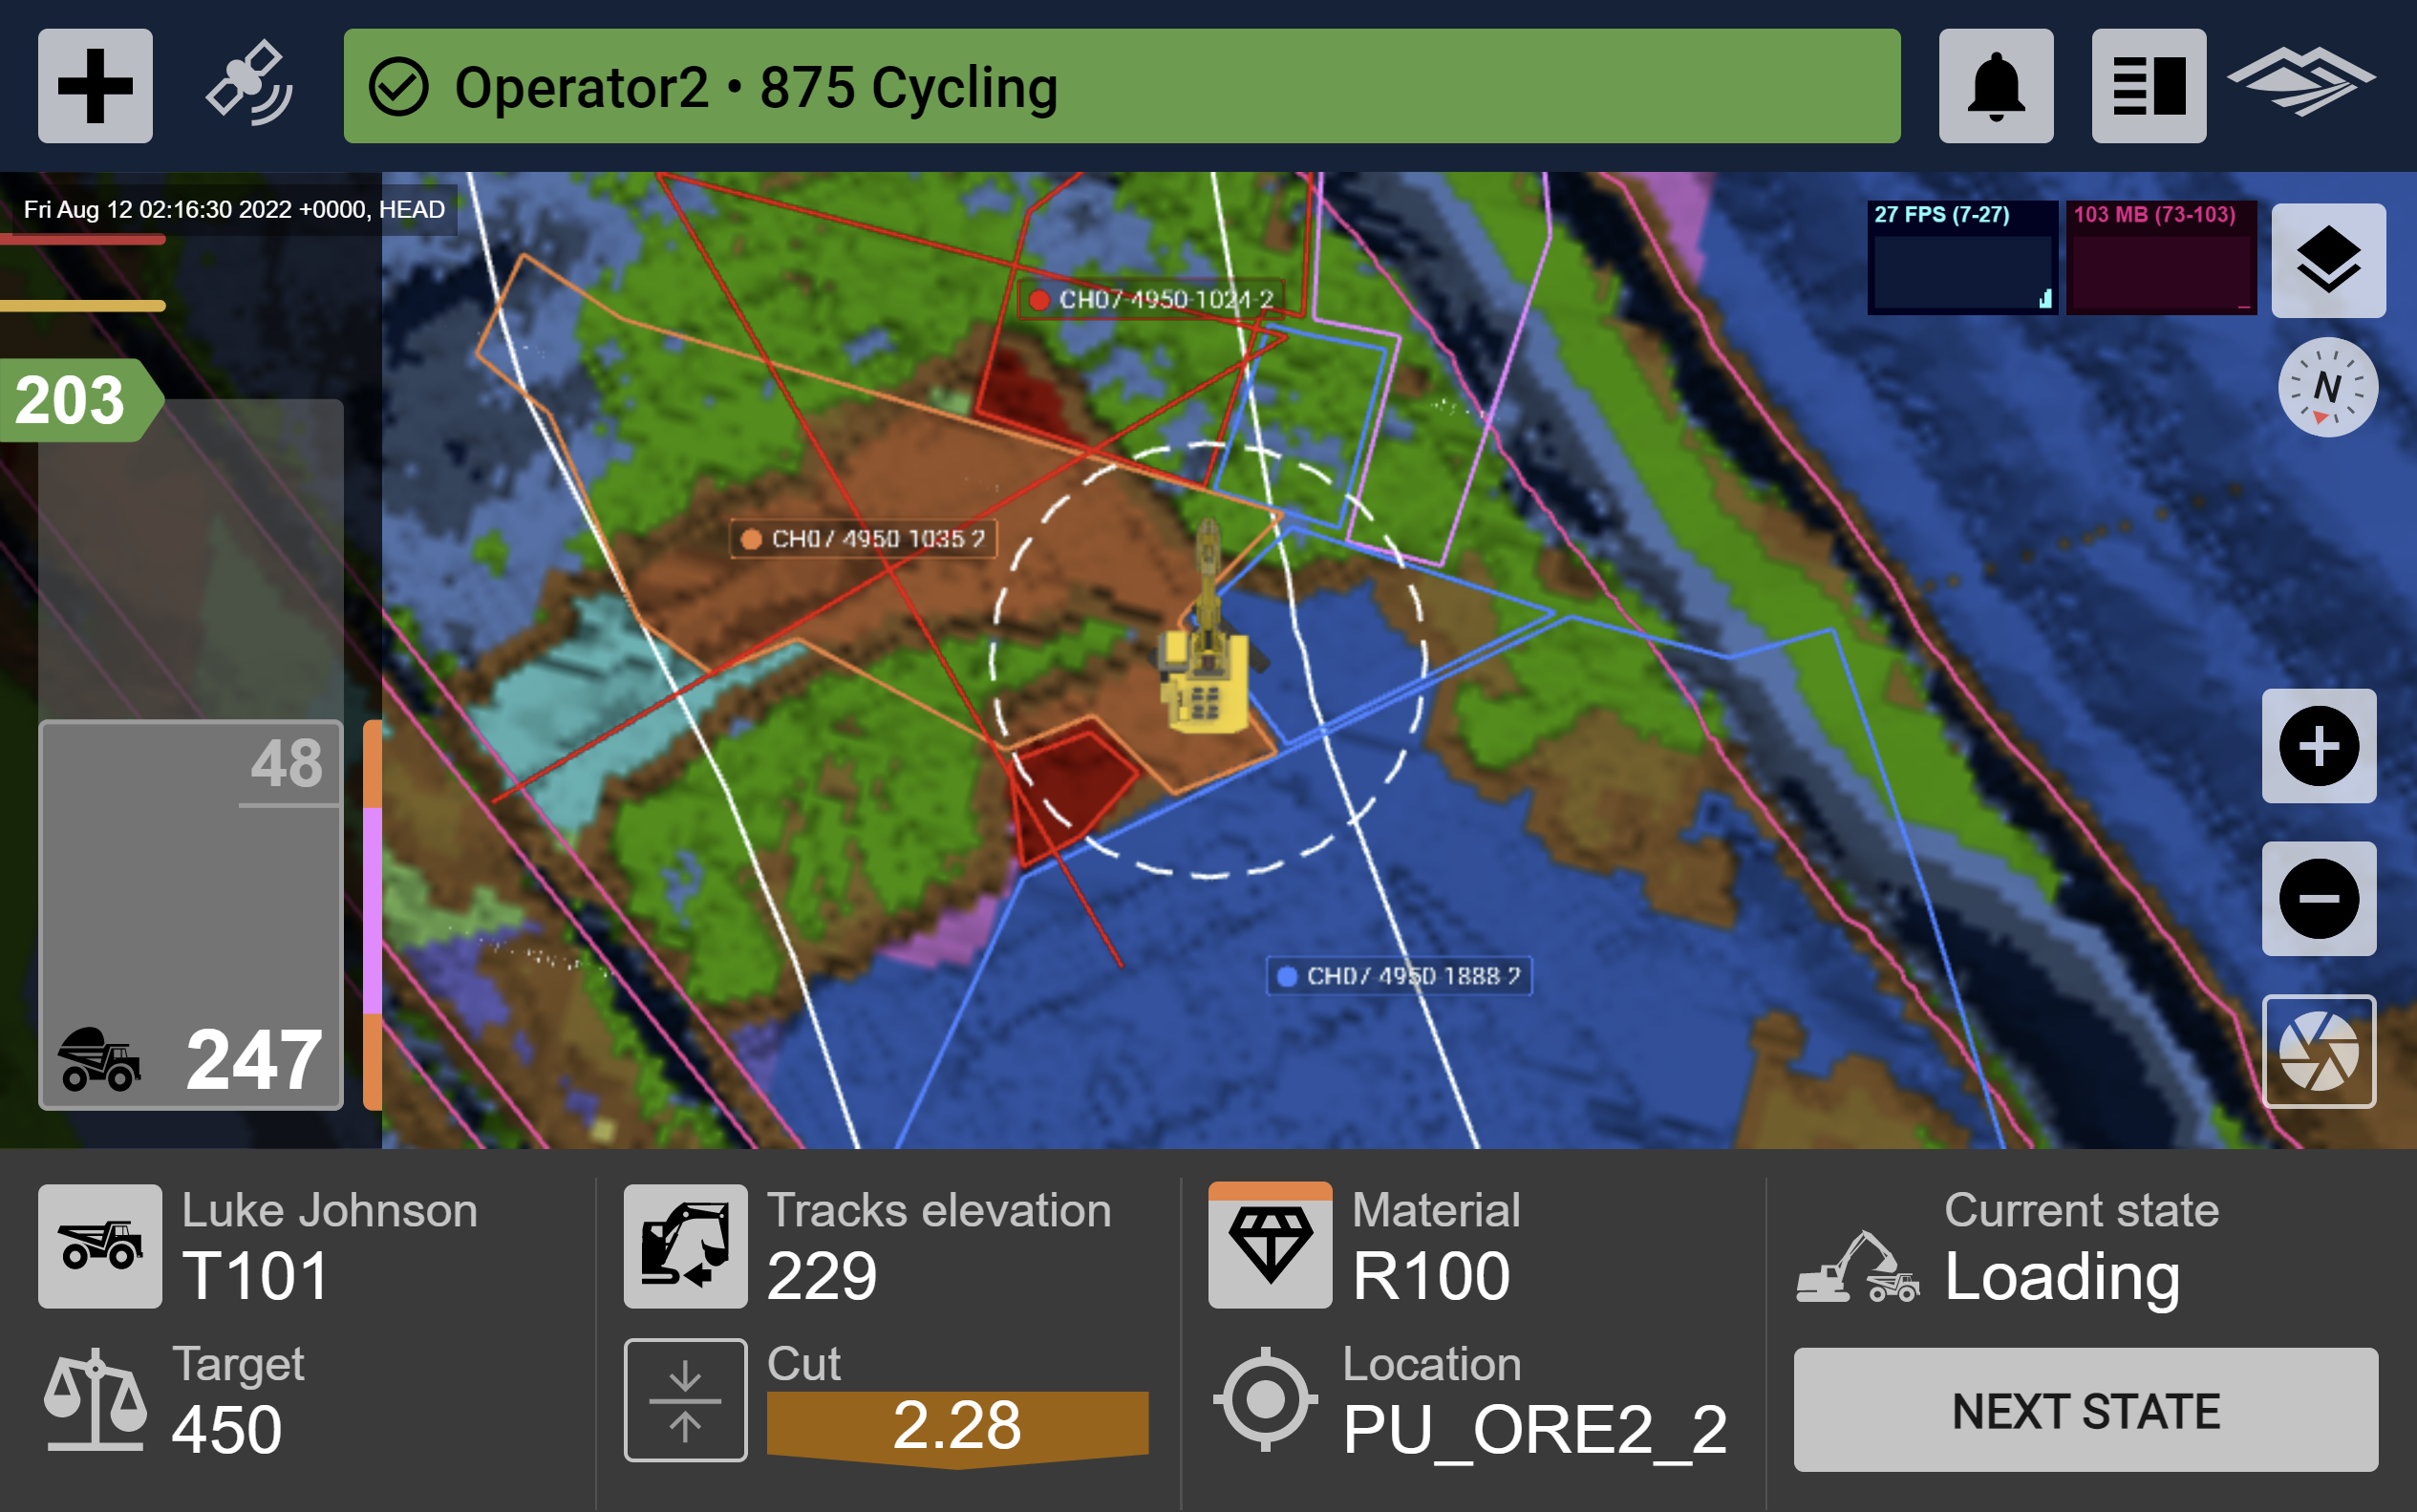 Operator2 • 875 Cycling
Fri Aug 12 02:16:30 2022 +0000, HEAD
27 FPS (7-27)
103 MB (73-103)
CH07-4950-1024-2
N
203
CH07 4950 1035 2
48
247
CH07 4950 1888 2
Luke Johnson
T101
Tracks elevation
229
Material
R100
Current state
Loading
Target
450
Cut
2.28
Location
PU_ORE2_2
NEXT STATE